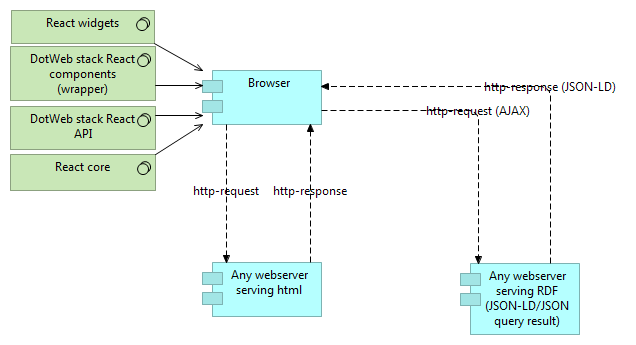 React widgets
DotWeb stack React
components
(wrapper)
DotWeb stack React
API
React core
Browser
http-response (JSON-LD)
http-request (AJAX)
http-request
http-response
Any webserver
serving html
Any webserver
serving RDF
(JSON-LD/JSON
query result)